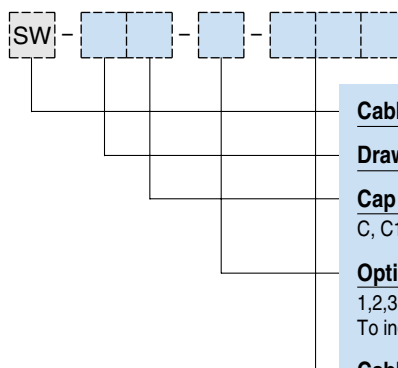 SW - - -
Cabl
Draw
Cap
C, C1
Opti
1,2,3
To in
Cabl